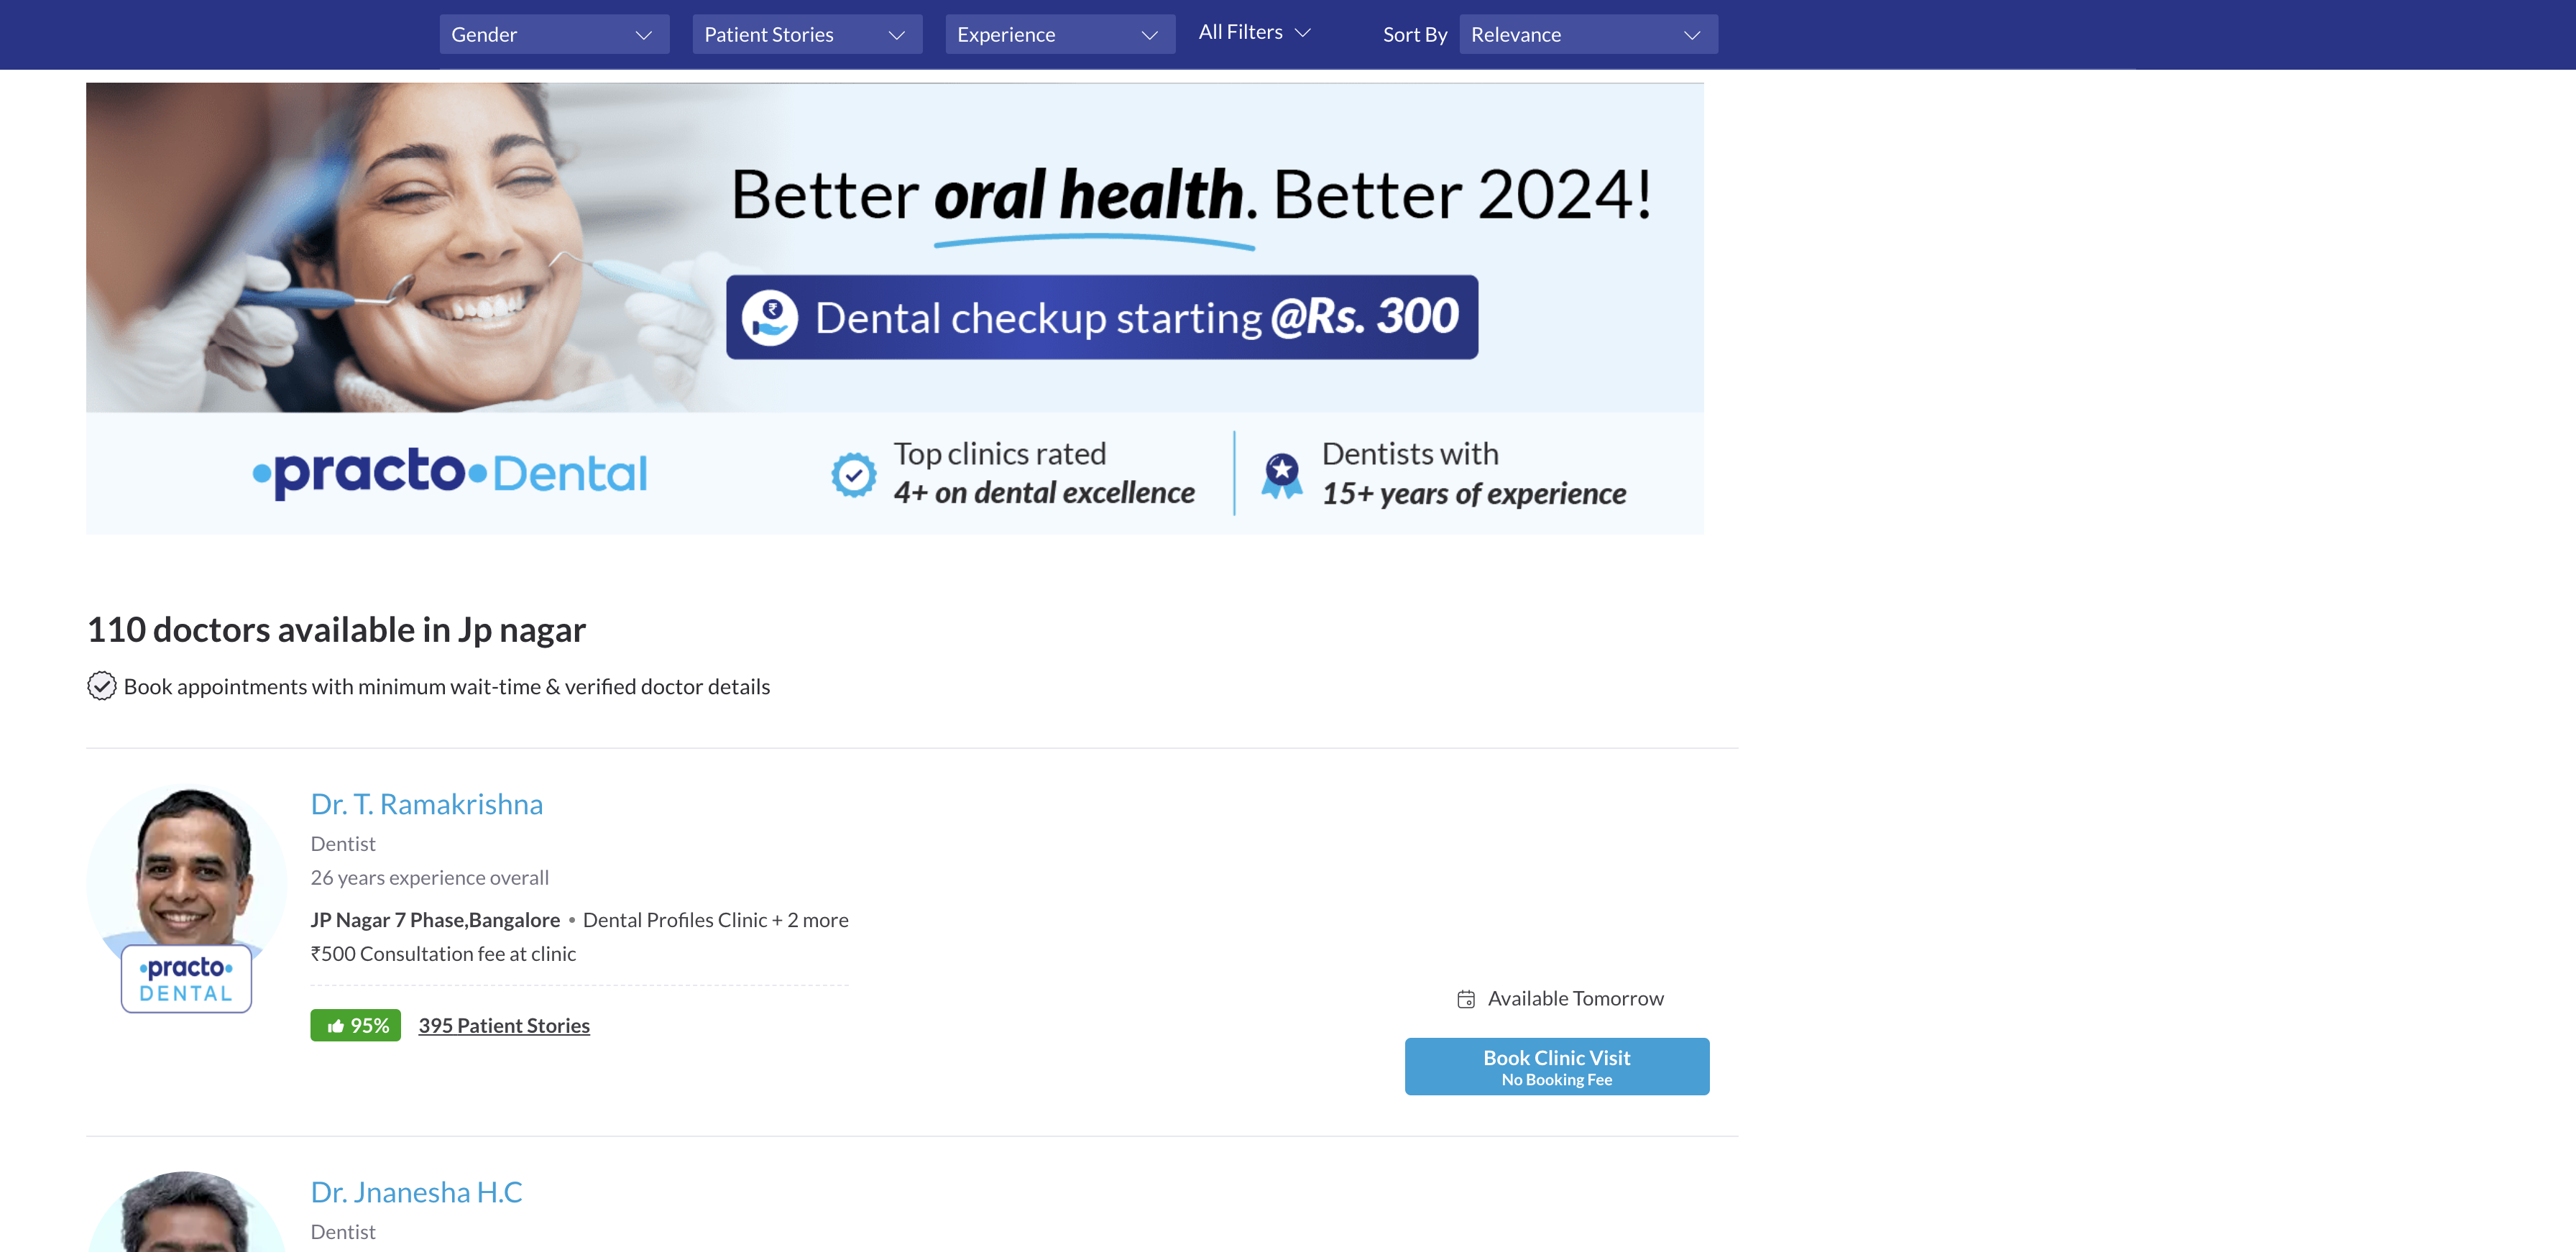 Gender
Patient Stories
Experience
All Filters
Sort By
Relevance
Better oral health. Better 2024!
₹
Dental checkup starting @Rs. 300
•practo•Dental
Top clinics rated
4+ on dental excellence
Dentists with
15+ years of experience
110 doctors available in Jp nagar
Book appointments with minimum wait-time & verified doctor details
Dr. T. Ramakrishna
Dentist
26 years experience overall
JP Nagar 7 Phase,Bangalore • Dental Profiles Clinic + 2 more
₹500 Consultation fee at clinic
•practo•
DENTAL
95% 395 Patient Stories
Available Tomorrow
Book Clinic Visit
No Booking Fee
Dr. Jnanesha H.C
Dentist